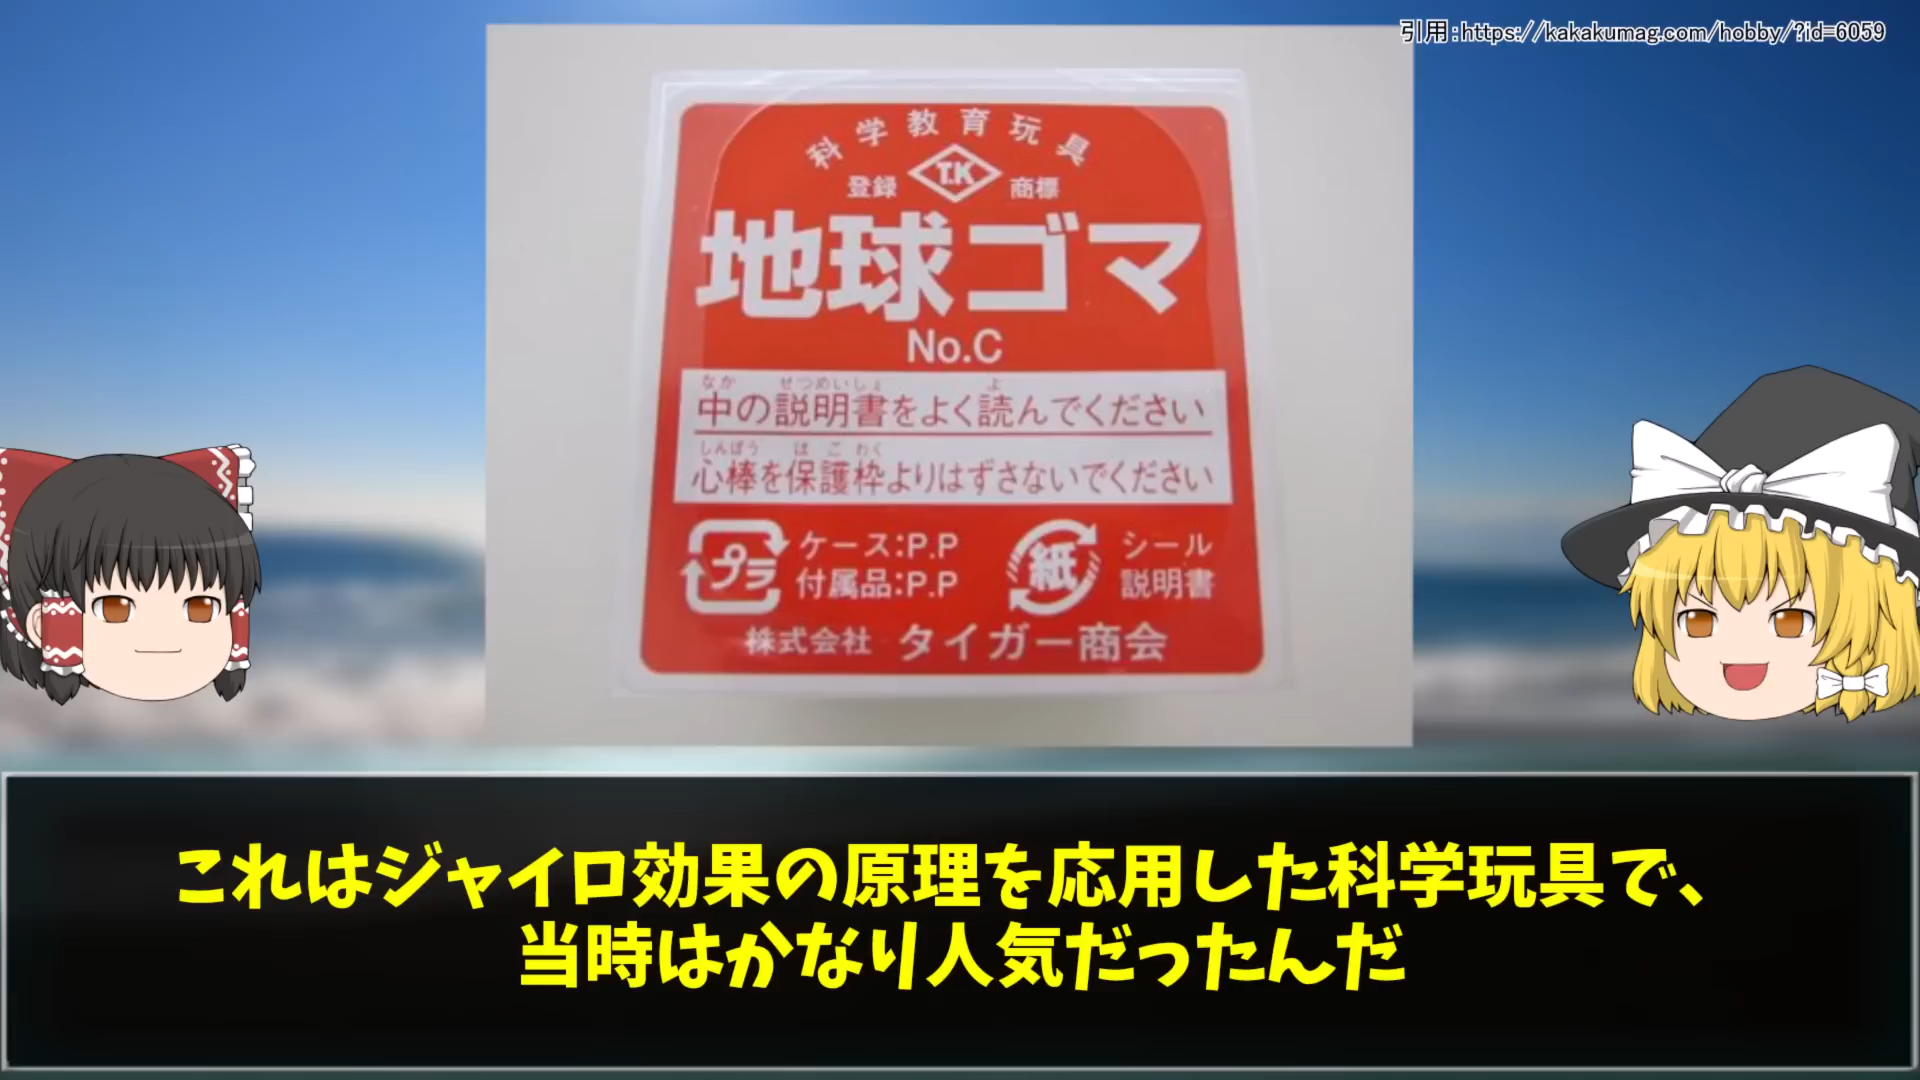 引用:https://kakakumag.com/hobby/?id=6059
科学教育玩具
登録 T.K 商標
地球ゴマ
No.C
なか せつめいしょ よ
中の説明書をよく読んでください
しんぼう ほ ご わく
心棒を保護枠よりはずさないでください
プラ ケース:P.P 紙 シール
付属品:P.P 説明書
株式会社 タイガー商会
これはジャイロ効果の原理を応用した科学玩具で、
当時はかなり人気だったんだ